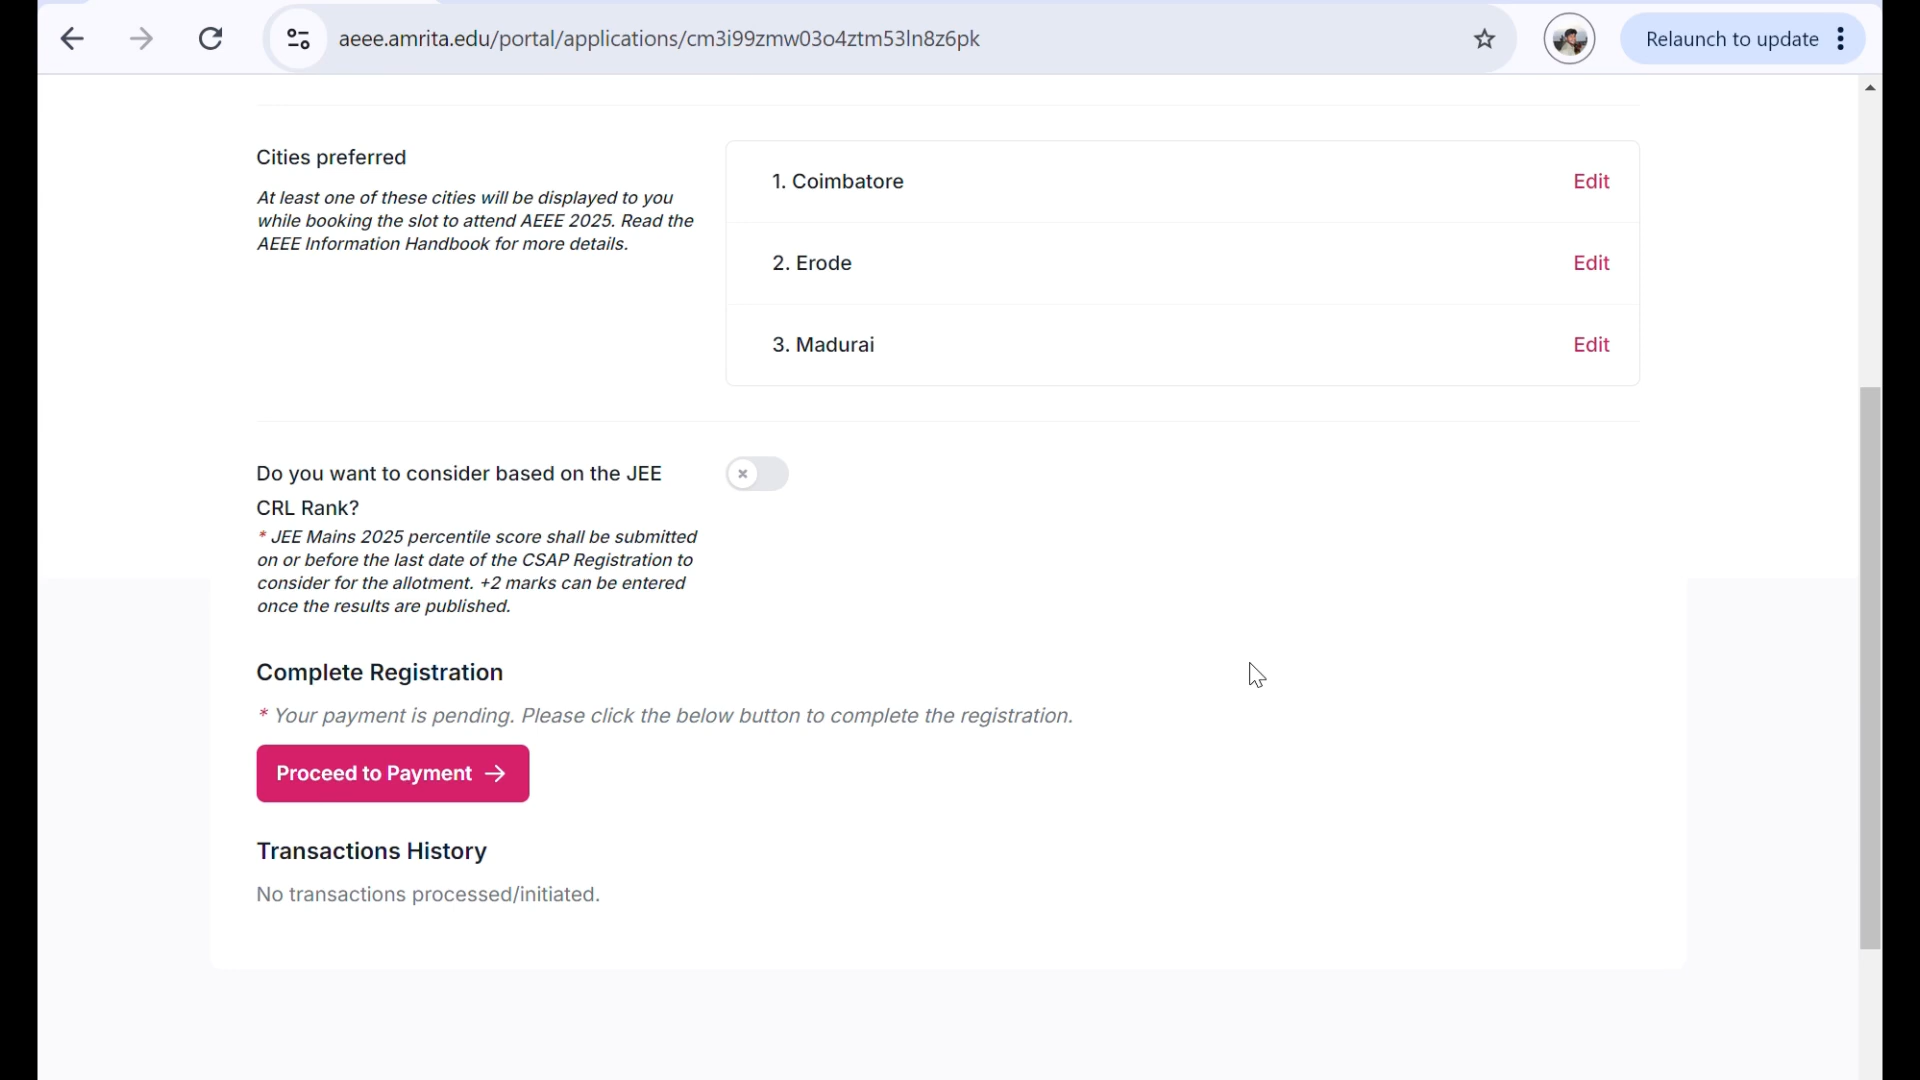 aeee.amrita.edu/portal/applications/cm3i99zmw03o4ztm53ln8z6pk
Relaunch to update
Cities preferred
At least one of these cities will be displayed to you
while booking the slot to attend AEEE 2025. Read the
AEEE Information Handbook for more details.
1. Coimbatore
Edit
2. Erode
Edit
3. Madurai
Edit
Do you want to consider based on the JEE
CRL Rank?
* JEE Mains 2025 percentile score shall be submitted
on or before the last date of the CSAP Registration to
consider for the allotment. +2 marks can be entered
once the results are published.
Complete Registration
* Your payment is pending. Please click the below button to complete the registration.
Proceed to Payment →
Transactions History
No transactions processed/initiated.